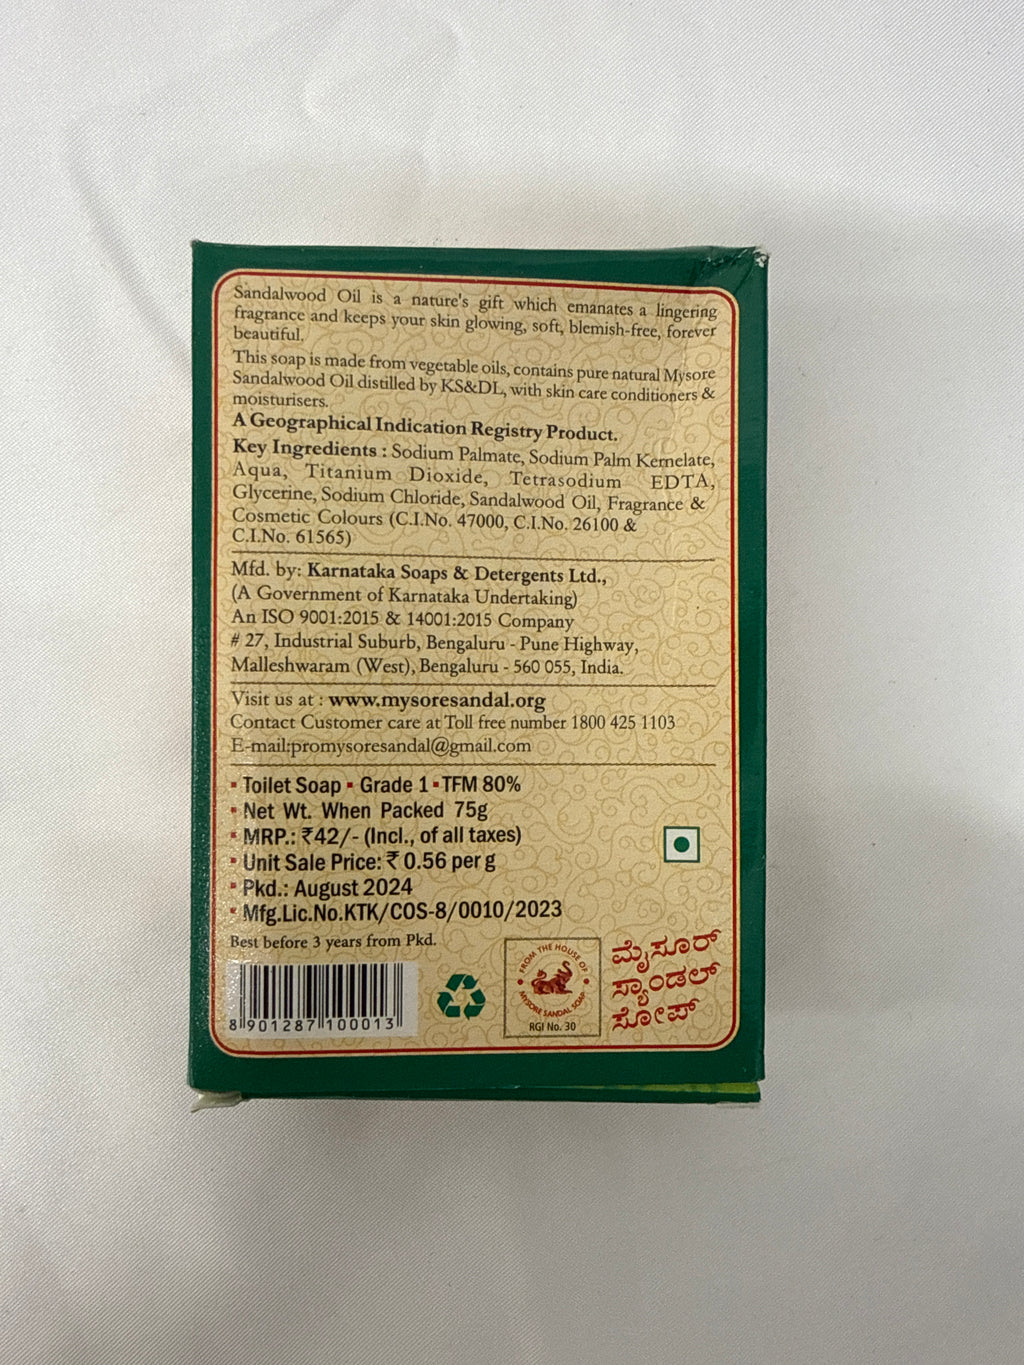 Sandalwood Oil is a nature's gift which emanates a lingering
fragrance and keeps your skin glowing, soft, blemish-free, forever
beautiful.
This soap is made from vegetable oils, contains pure natural Mysore
Sandalwood Oil distilled by KS&DL, with skin care conditioners &
moisturisers.
A Geographical Indication Registry Product.
Key Ingredients : Sodium Palmate, Sodium Palm Kernelate,
Aqua, Titanium Dioxide, Tetrasodium EDTA,
Glycerine, Sodium Chloride, Sandalwood Oil, Fragrance &
Cosmetic Colours (C.I.No. 47000, C.I.No. 26100 &
C.I.No. 61565)
Mfd. by: Karnataka Soaps & Detergents Ltd.,
(A Government of Karnataka Undertaking)
An ISO 9001:2015 & 14001:2015 Company
# 27, Industrial Suburb, Bengaluru - Pune Highway,
Malleshwaram (West), Bengaluru - 560 055, India.
Visit us at : www.mysoresandal.org
Contact Customer care at Toll free number 1800 425 1103
E-mail:promysoresandal@gmail.com
▪ Toilet Soap ▪ Grade 1 ▪ TFM 80%
▪ Net Wt. When Packed 75g
▪ MRP.: ₹42/- (Incl., of all taxes)
▪ Unit Sale Price: ₹ 0.56 per g
▪ Pkd.: August 2024
▪ Mfg.Lic.No.KTK/COS-8/0010/2023
Best before 3 years from Pkd.
8 901287 100013
FROM THE HOUSE OF
MYSORE SANDAL SOAP
RGI No. 30
ಮೈಸೂರ್
ಸ್ಯಾಂಡಲ್
ಸೋಪ್